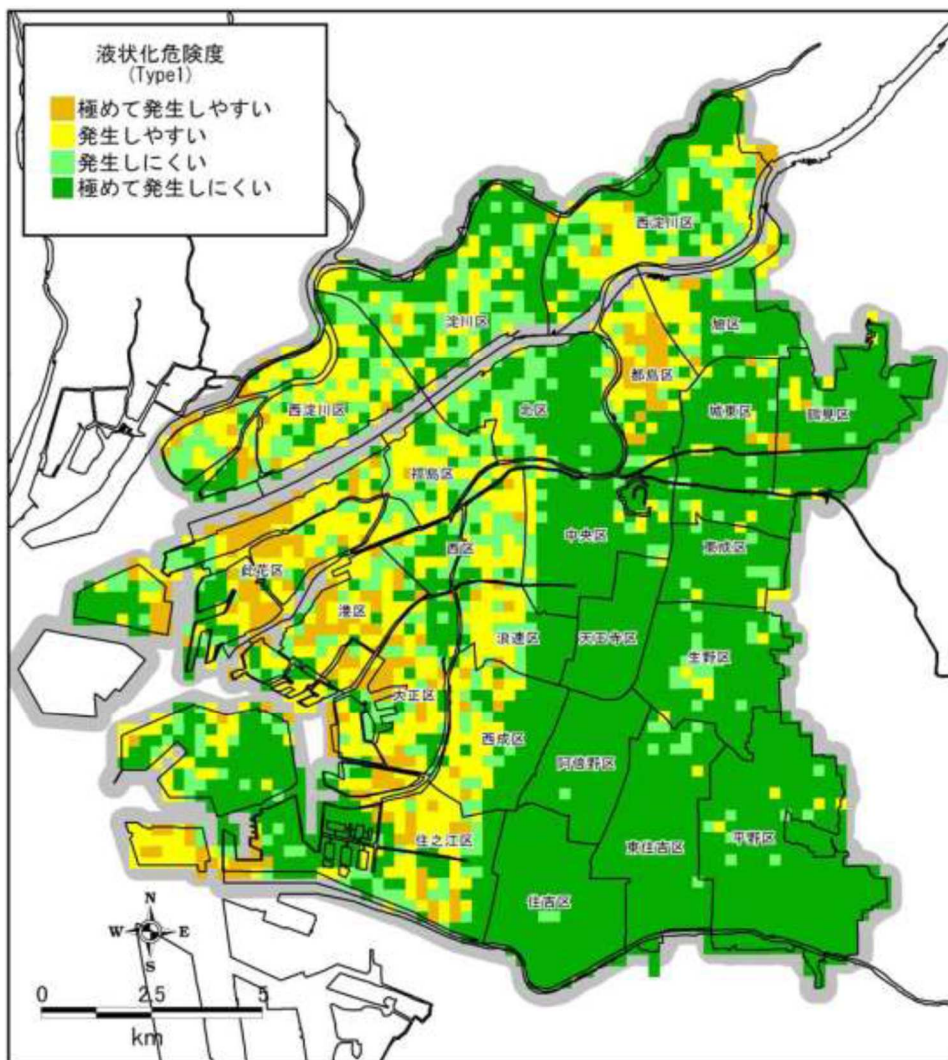 液状化危険度
(Type1)
極めて発生しやすい
発生しやすい
発生しにくい
極めて発生しにくい
西淀川区
淀川区
旭区
都島区
西淀川区
北区
城東区
鶴見区
福島区
中央区
西区
東成区
此花区
港区
浪速区
天王寺区
生野区
大正区
西成区
阿倍野区
住之江区
東住吉区
平野区
住吉区
N
W E
S
0 2.5 5
km